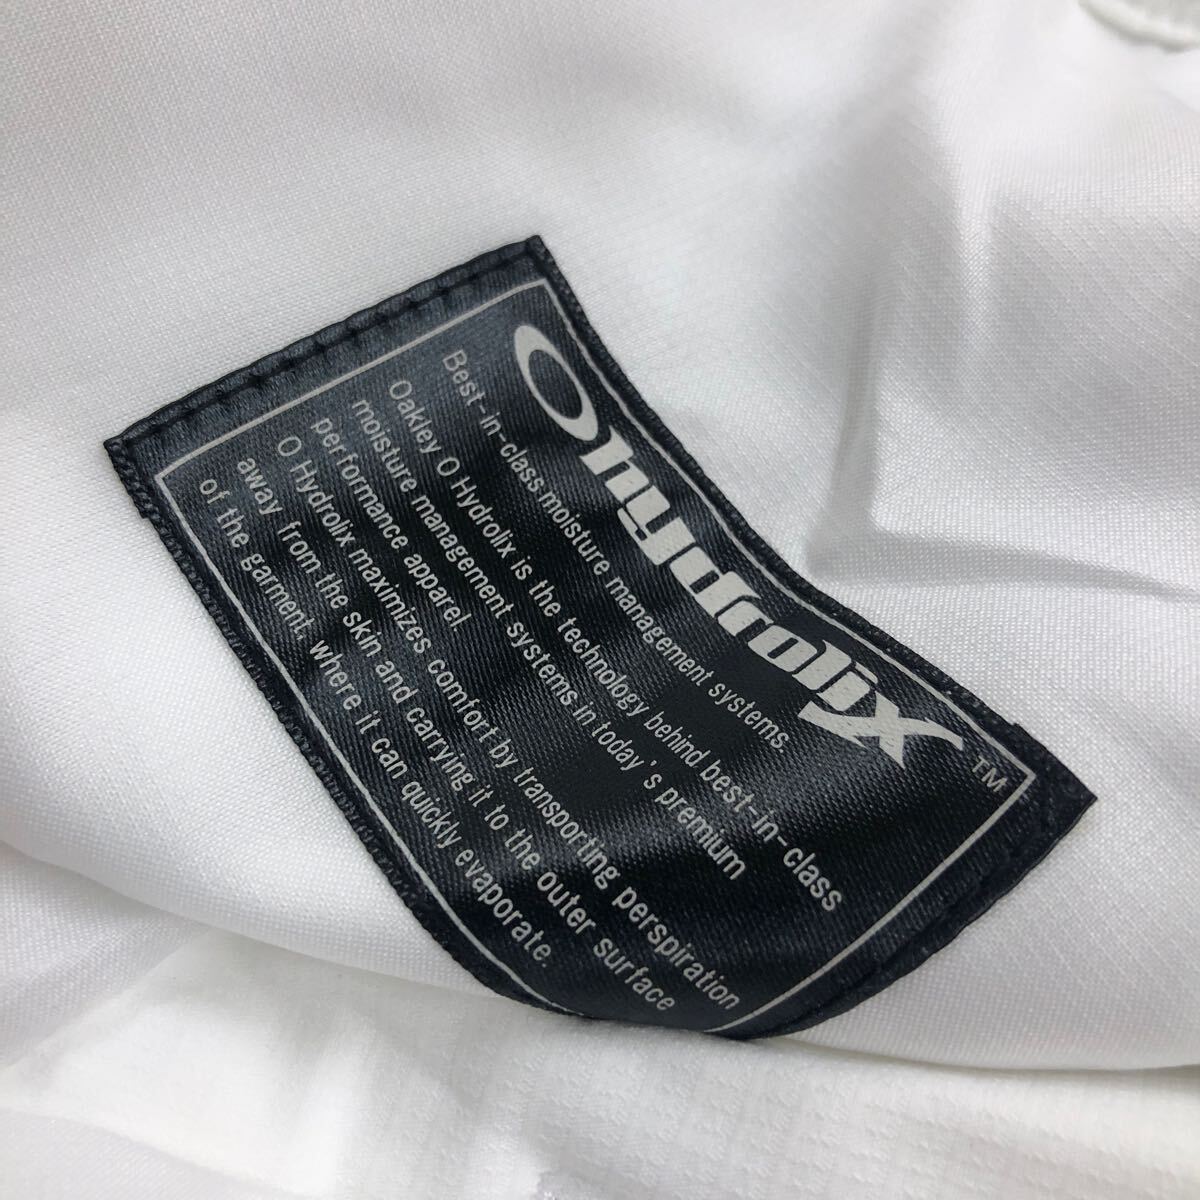 O hydrolix™
Best-in-class moisture management systems.
Oakley O Hydrolix is the technology behind best-in-class
moisture management systems in today's premium
performance apparel.
O Hydrolix maximizes comfort by transporting perspiration
away from the skin and carrying it to the outer surface
of the garment, where it can quickly evaporate.